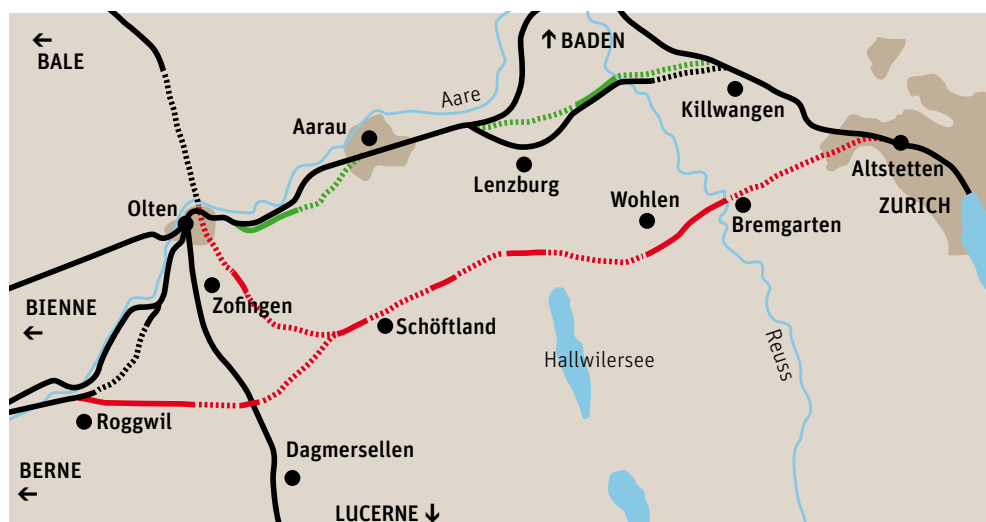 ← BALE
↑ BADEN
Aare
Aarau
Killwangen
Lenzburg
Altstetten
ZURICH
Olten
Wohlen
Bremgarten
BIENNE ←
Zofingen
Schöftland
Hallwilersee
Reuss
Roggwil
Dagmersellen
BERNE ←
LUCERNE ↓